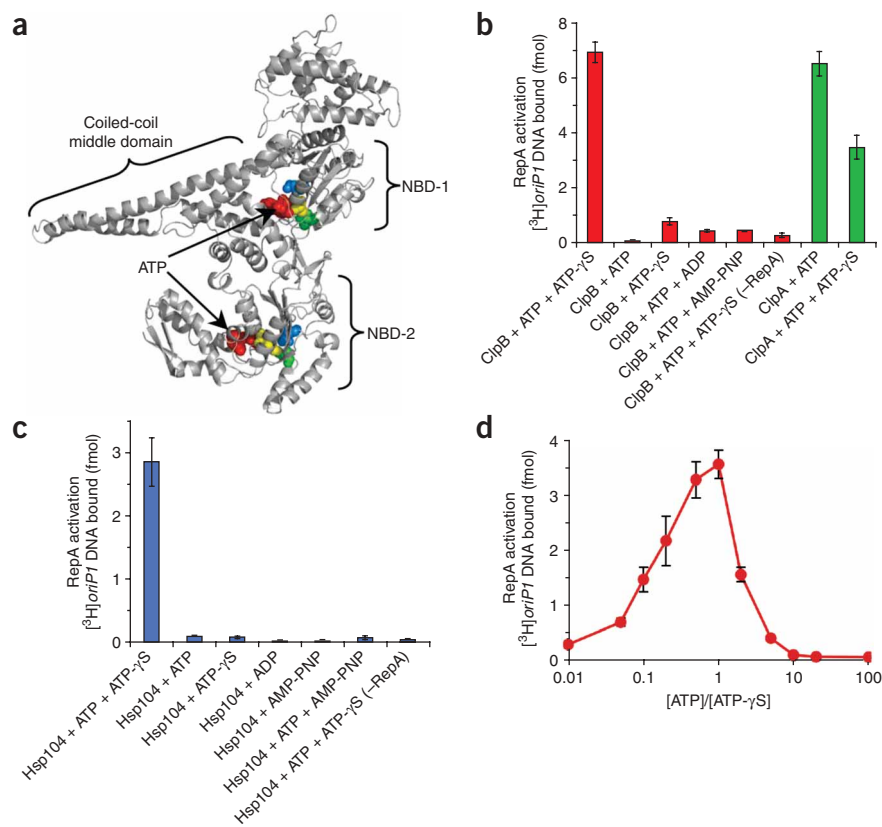 a
Coiled-coil
middle domain
NBD-1
ATP
NBD-2
b
RepA activation
[³H]oriP1 DNA bound (fmol)
8
6
4
2
0
ClpB + ATP + ATP-γS
ClpB + ATP
ClpB + ATP-γS
ClpB + ATP + ADP
ClpB + ATP + AMP-PNP
ClpB + ATP + ATP-γS (–RepA)
ClpA + ATP
ClpA + ATP + ATP-γS
c
RepA activation
[³H]oriP1 DNA bound (fmol)
3
2
1
0
Hsp104 + ATP + ATP-γS
Hsp104 + ATP
Hsp104 + ATP-γS
Hsp104 + ADP
Hsp104 + AMP-PNP
Hsp104 + ATP + AMP-PNP
Hsp104 + ATP + ATP-γS (–RepA)
d
RepA activation
[³H]oriP1 DNA bound (fmol)
4
3
2
1
0
0.01
0.1
1
10
100
[ATP]/[ATP-γS]